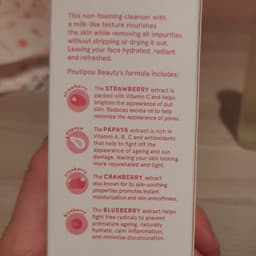 This non-foaming cleanser with
a milk-like texture nourishes
the skin while removing all impurities
without stripping or drying it out.
Leaving your face hydrated, radiant
and refreshed.
Poutipou Beauty's formula includes:
The STRAWBERRY extract is
packed with Vitamin C and helps
brighten the appearance of dull
skin. Reduces excess oil to help
minimize the appearance of pores.
The PAPAYA extract is rich in
Vitamin A, B, C and antioxidants
that help to fight off the
appearance of ageing and sun
damage, leaving your skin looking
more rejuvenated and tight.
The CRANBERRY extract
also known for its skin-soothing
properties promotes instant
moisturization and skin smoothness.
The BLUEBERRY extract helps
fight free radicals to prevent
premature ageing, naturally
hydrate, calm inflammation,
and minimize discolouration.